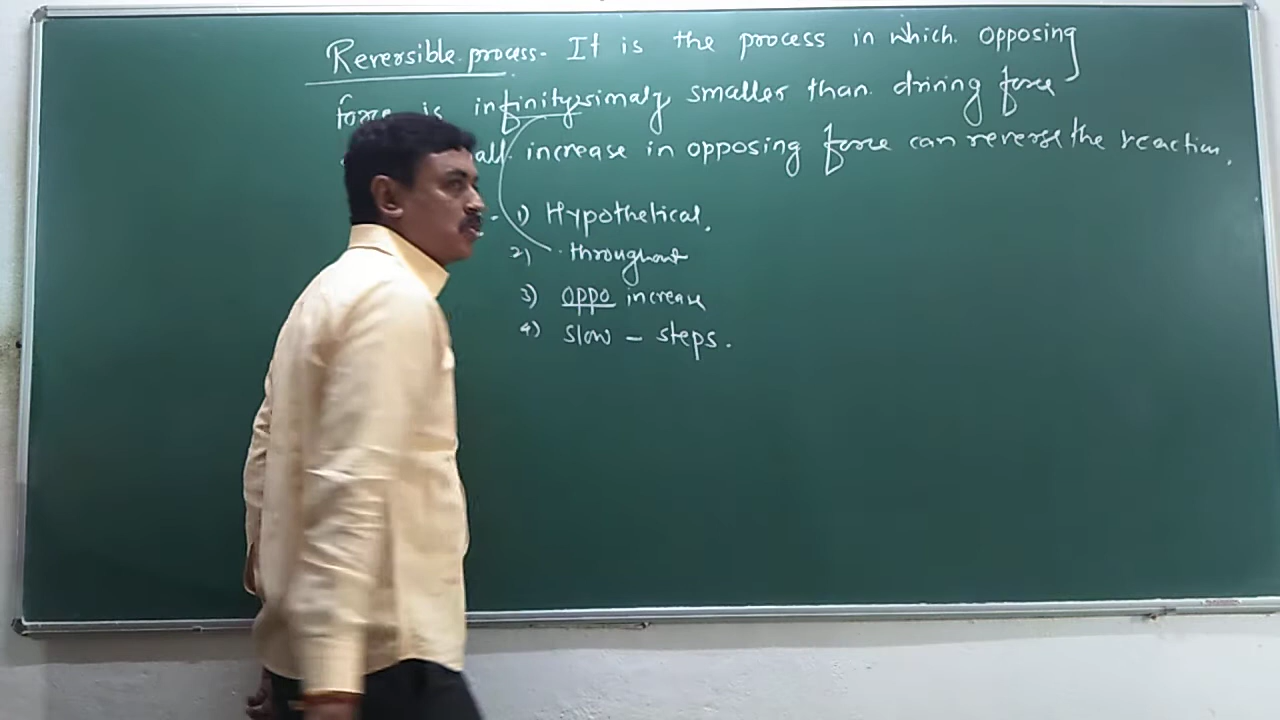 Reversible process - It is the process in which opposing
force is infinitysimaly smaller than driving force
all increase in opposing force can reverse the reaction.
1) Hypothetical.
2) throughout
3) oppo increase
4) slow - steps.